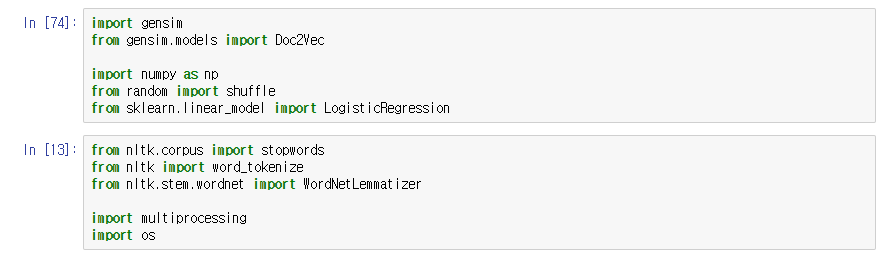 In [74]: import gensim
from gensim.models import Doc2Vec
import numpy as np
from random import shuffle
from sklearn.linear_model import LogisticRegression
In [13]: from nltk.corpus import stopwords
from nltk import word_tokenize
from nltk.stem.wordnet import WordNetLemmatizer
import multiprocessing
import os